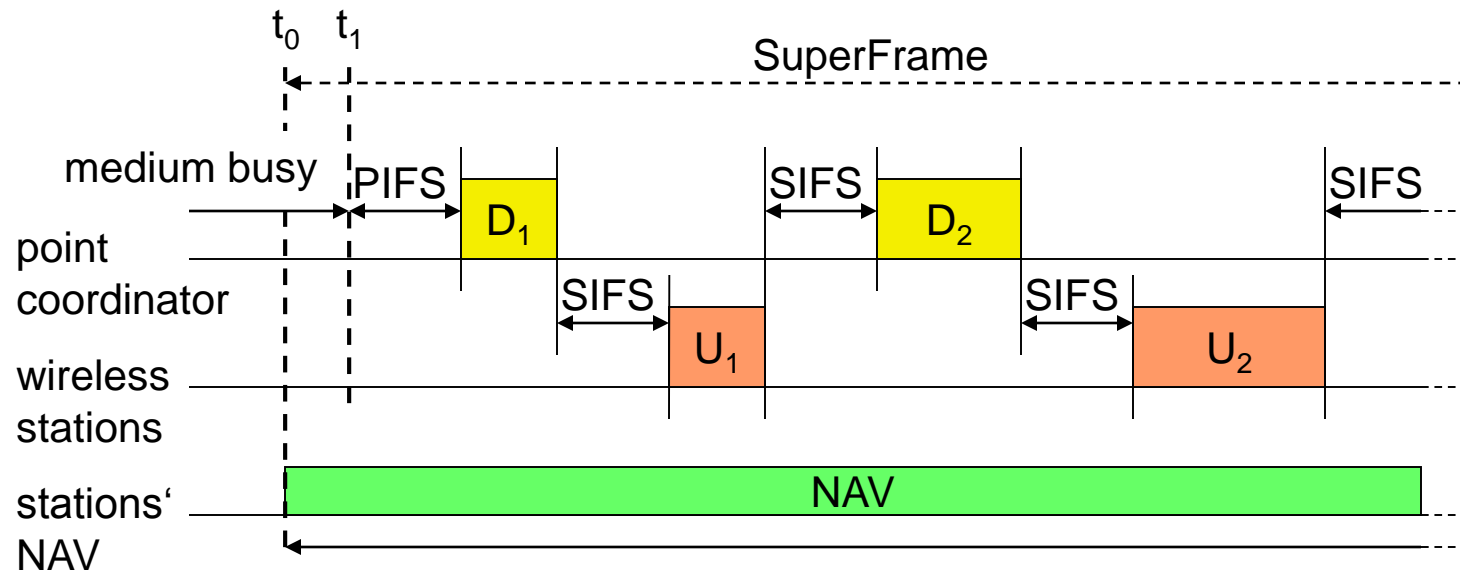 t₀ t₁
SuperFrame
medium busy
PIFS
SIFS
SIFS
D₁
D₂
point
coordinator
SIFS
SIFS
U₁
U₂
wireless
stations
NAV
stations‘
NAV